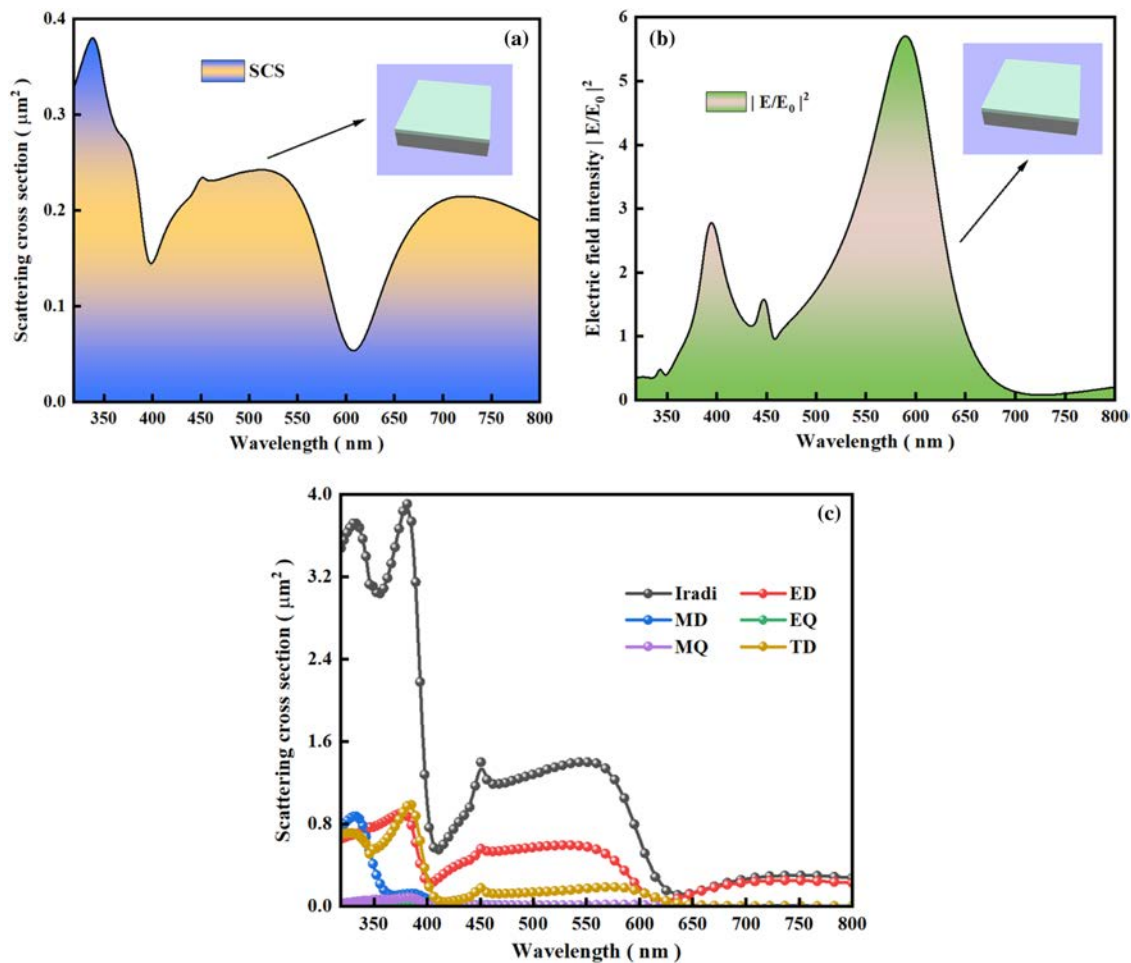 (a)
SCS
Scattering cross section ( μm² )
0.4
0.3
0.2
0.1
0.0
350 400 450 500 550 600 650 700 750 800
Wavelength ( nm )
(b)
| E/E₀ |²
Electric field intensity | E/E₀ |²
6
5
4
3
2
1
0
350 400 450 500 550 600 650 700 750 800
Wavelength ( nm )
(c)
Iradi ED
MD EQ
MQ TD
Scattering cross section ( μm² )
4.0
3.2
2.4
1.6
0.8
0.0
350 400 450 500 550 600 650 700 750 800
Wavelength ( nm )